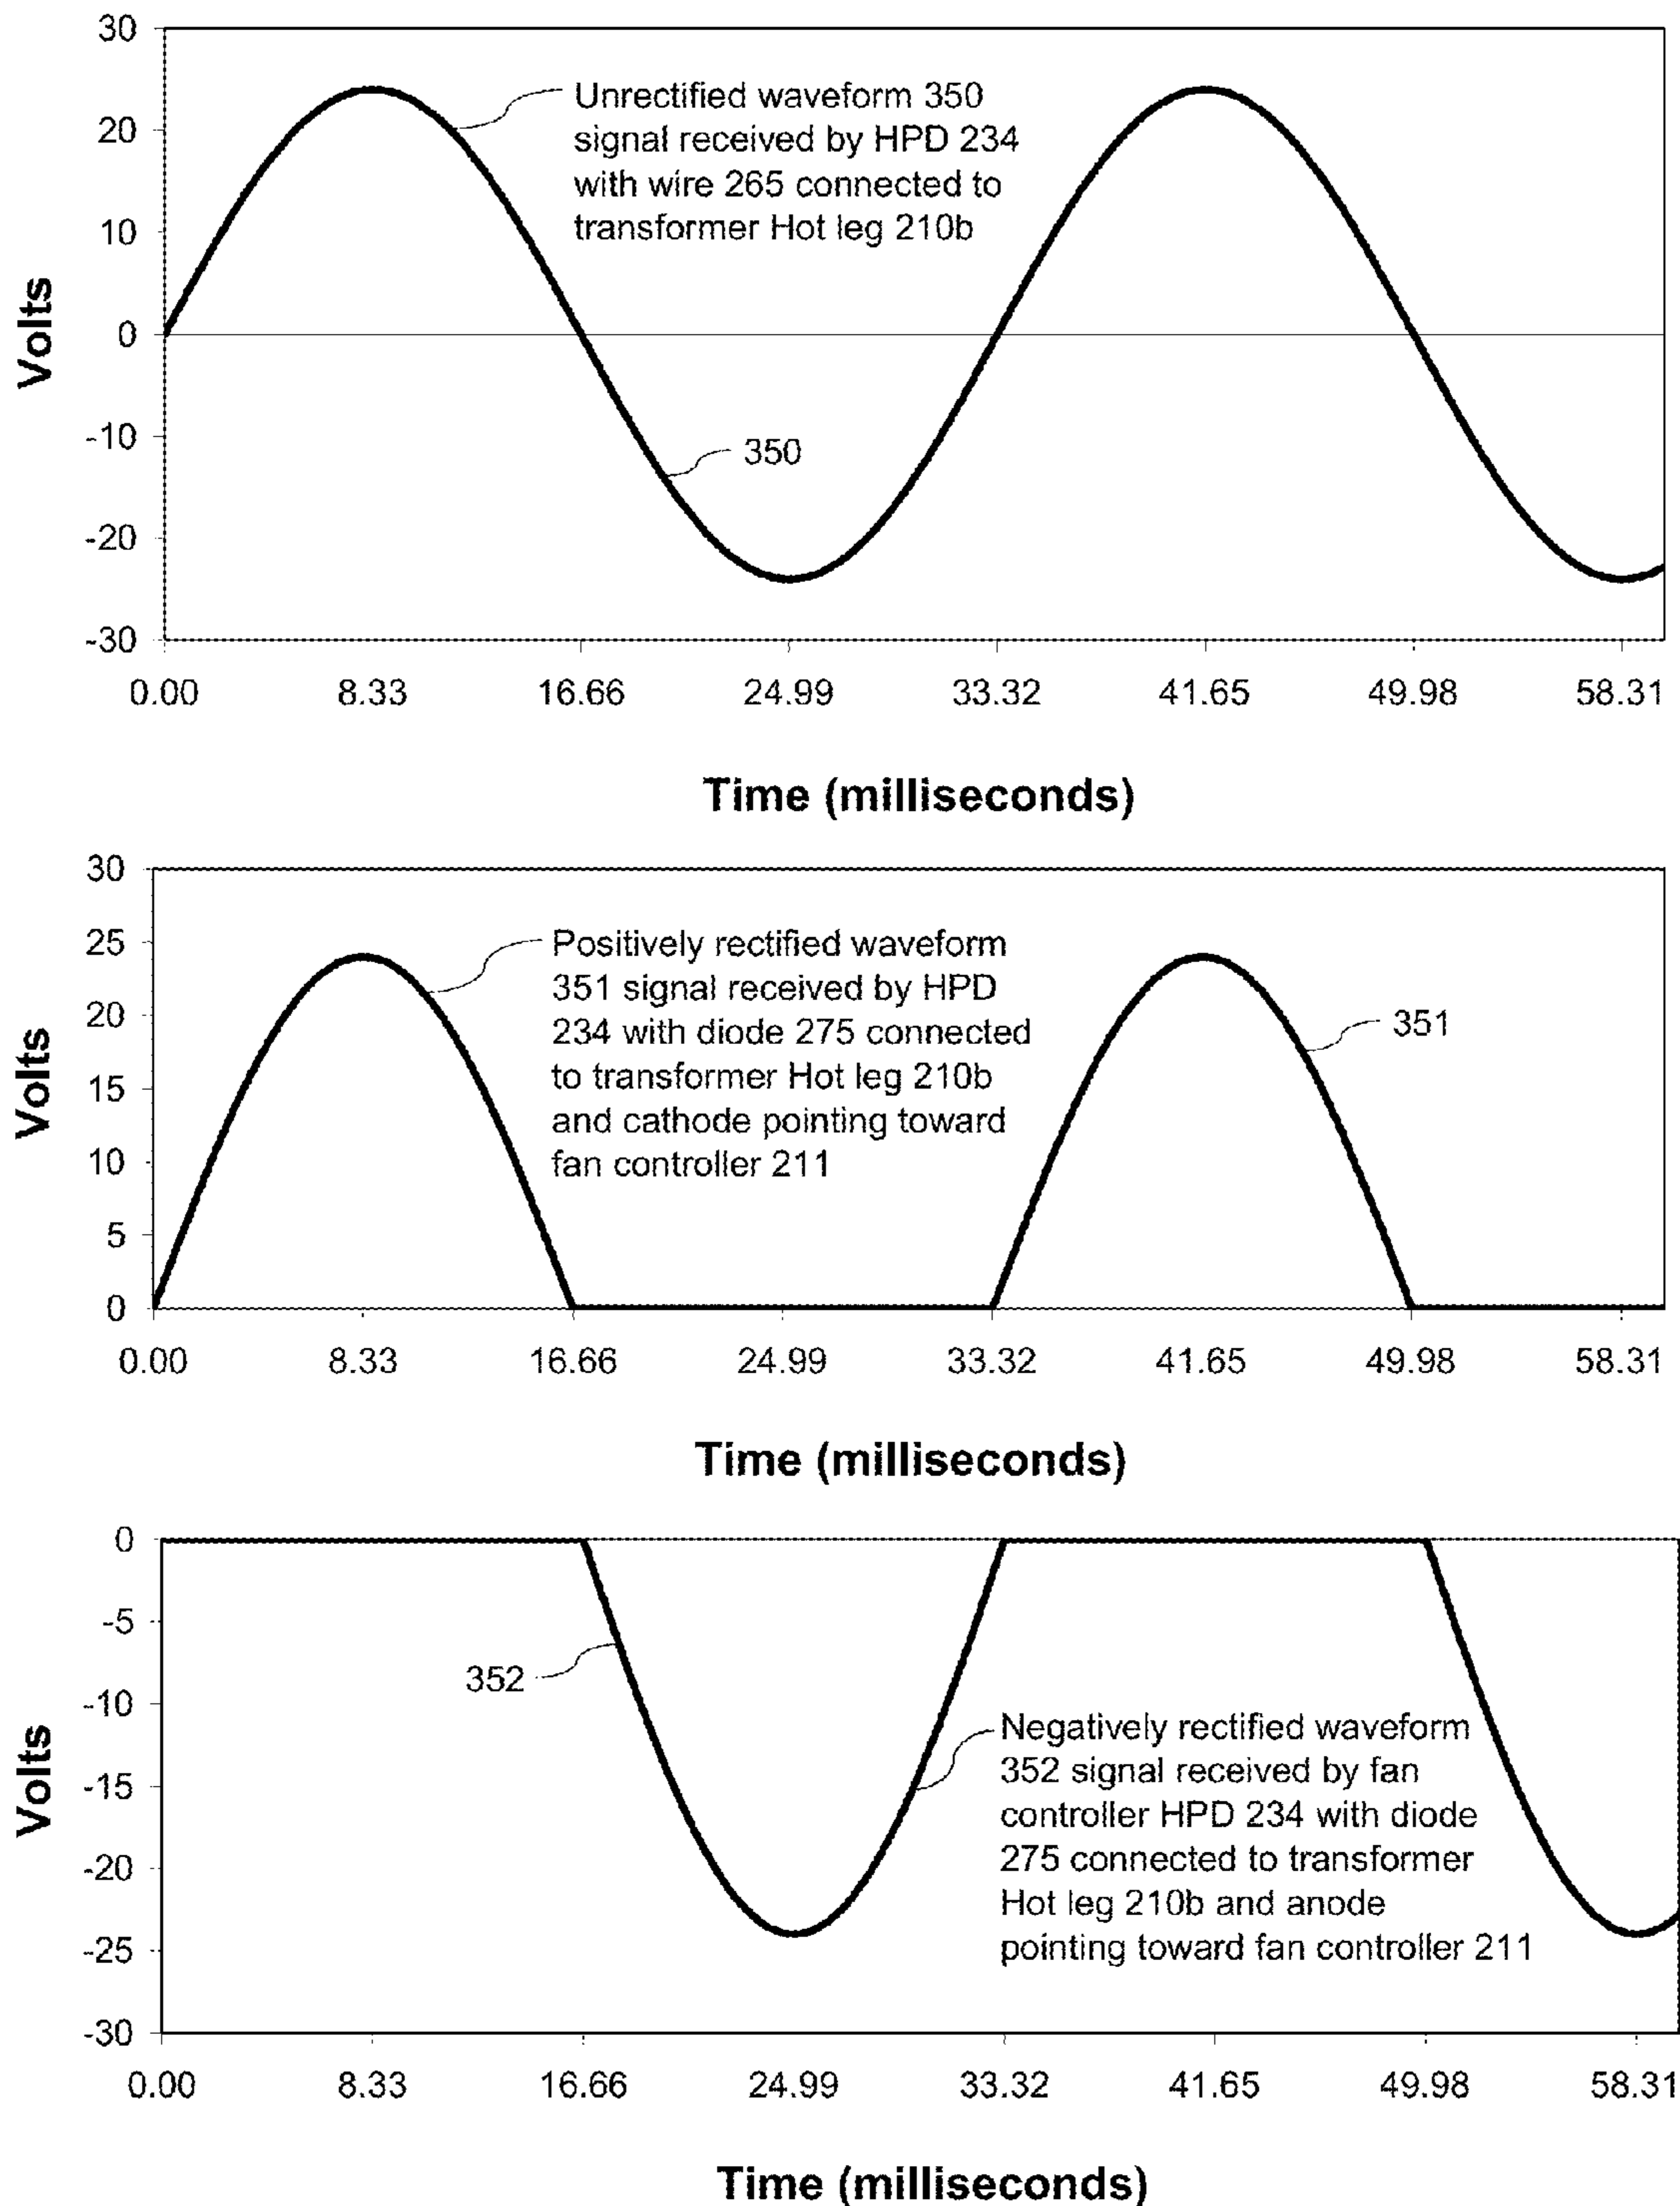 30
20
10
0
-10
-20
-30
Volts
Unrectified waveform 350
signal received by HPD 234
with wire 265 connected to
transformer Hot leg 210b
350
0.00 8.33 16.66 24.99 33.32 41.65 49.98 58.31
Time (milliseconds)
30
25
20
15
10
5
0
Volts
Positively rectified waveform
351 signal received by HPD
234 with diode 275 connected
to transformer Hot leg 210b
and cathode pointing toward
fan controller 211
351
0.00 8.33 16.66 24.99 33.32 41.65 49.98 58.31
Time (milliseconds)
0
-5
-10
-15
-20
-25
-30
Volts
352
Negatively rectified waveform
352 signal received by fan
controller HPD 234 with diode
275 connected to transformer
Hot leg 210b and anode
pointing toward fan controller 211
0.00 8.33 16.66 24.99 33.32 41.65 49.98 58.31
Time (milliseconds)